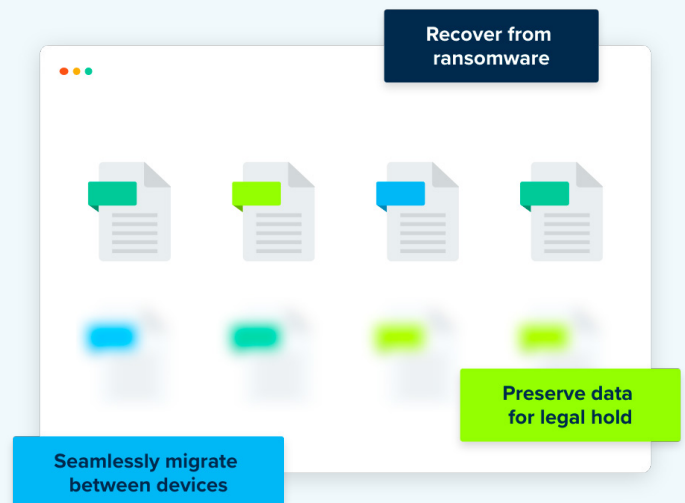 Recover from
ransomware
Preserve data
for legal hold
Seamlessly migrate
between devices